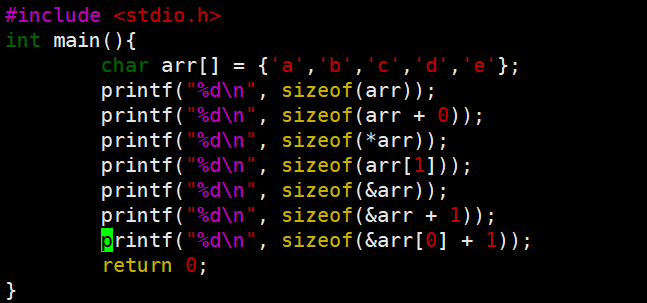 #include <stdio.h>
int main(){
        char arr[] = {'a','b','c','d','e'};
        printf("%d\n", sizeof(arr));
        printf("%d\n", sizeof(arr + 0));
        printf("%d\n", sizeof(*arr));
        printf("%d\n", sizeof(arr[1]));
        printf("%d\n", sizeof(&arr));
        printf("%d\n", sizeof(&arr + 1));
        printf("%d\n", sizeof(&arr[0] + 1));
        return 0;
}